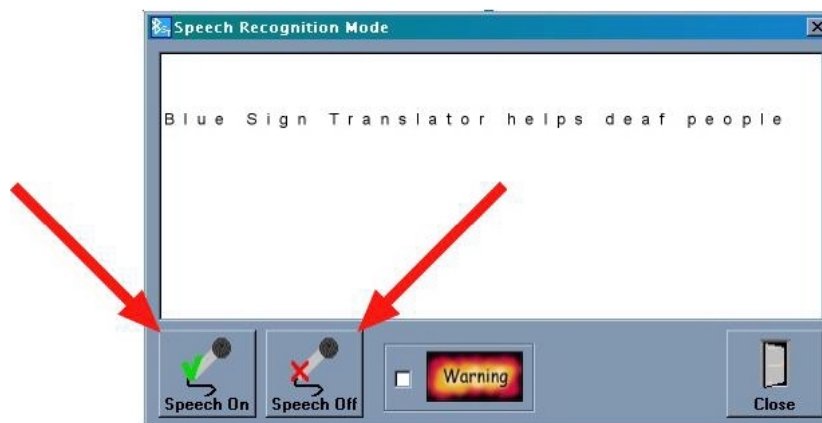 Speech Recognition Mode
Blue Sign Translator helps deaf people
Speech On
Speech Off
Warning
Close